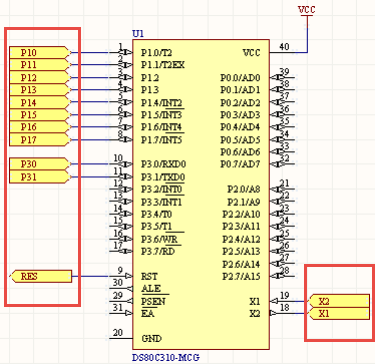 VCC
U1
P10 1 P1.0/T2 VCC 40
P11 2 P1.1/T2EX
P12 3 P1.2 P0.0/AD0 39
P13 4 P1.3 P0.1/AD1 38
P14 5 P1.4/INT2 P0.2/AD2 37
P15 6 P1.5/INT3 P0.3/AD3 36
P16 7 P1.6/INT4 P0.4/AD4 35
P17 8 P1.7/INT5 P0.5/AD5 34
P0.6/AD6 33
P30 10 P3.0/RXD0 P0.7/AD7 32
P31 11 P3.1/TXD0
12 P3.2/INT0 P2.0/A8 21
13 P3.3/INT1 P2.1/A9 22
14 P3.4/T0 P2.2/A10 23
15 P3.5/T1 P2.3/A11 24
16 P3.6/WR P2.4/A12 25
17 P3.7/RD P2.5/A13 26
P2.6/A14 27
RES 9 RST P2.7/A15 28
30 ALE
29 PSEN X1 19 X2
31 EA X2 18 X1
20 GND
DS80C310-MCG